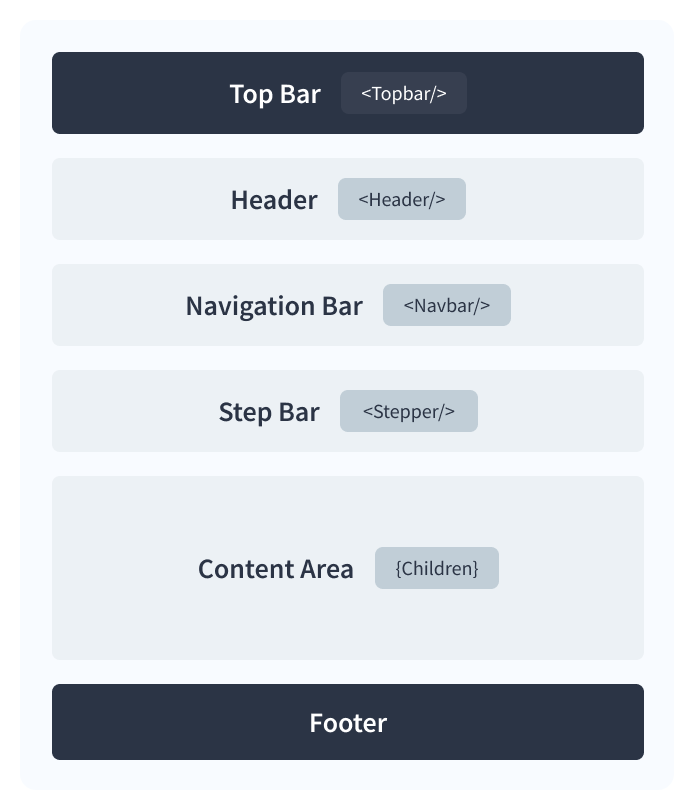 Top Bar <Topbar/>
Header <Header/>
Navigation Bar <Navbar/>
Step Bar <Stepper/>
Content Area {Children}
Footer